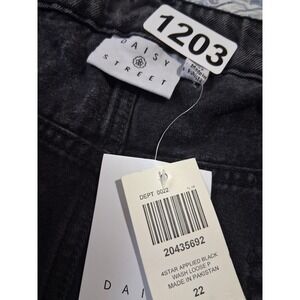 1203
DAISY
STREET
DEPT 0022
20435692
4STAR APPLIED BLACK
WASH LOOSE P
MADE IN PAKISTAN
22
DAI